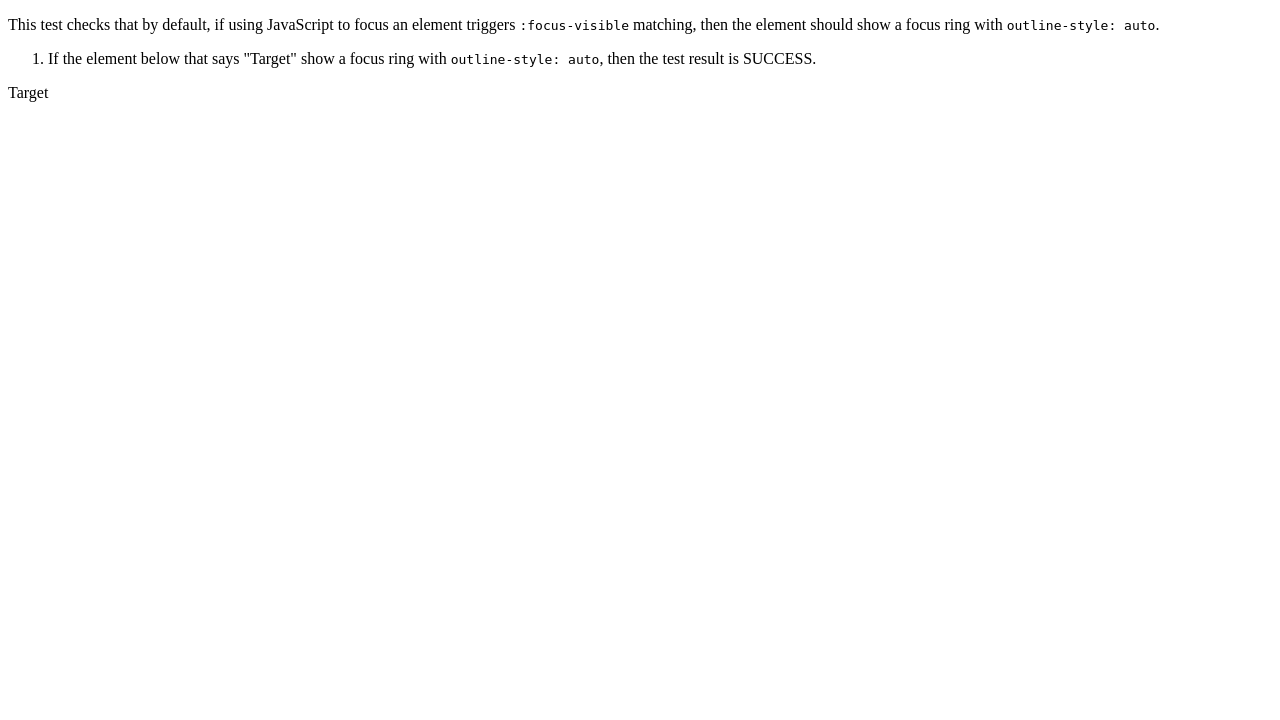 This test checks that by default, if using JavaScript to focus an element triggers :focus-visible matching, then the element should show a focus ring with outline-style: auto.
1. If the element below that says "Target" show a focus ring with outline-style: auto, then the test result is SUCCESS.
Target